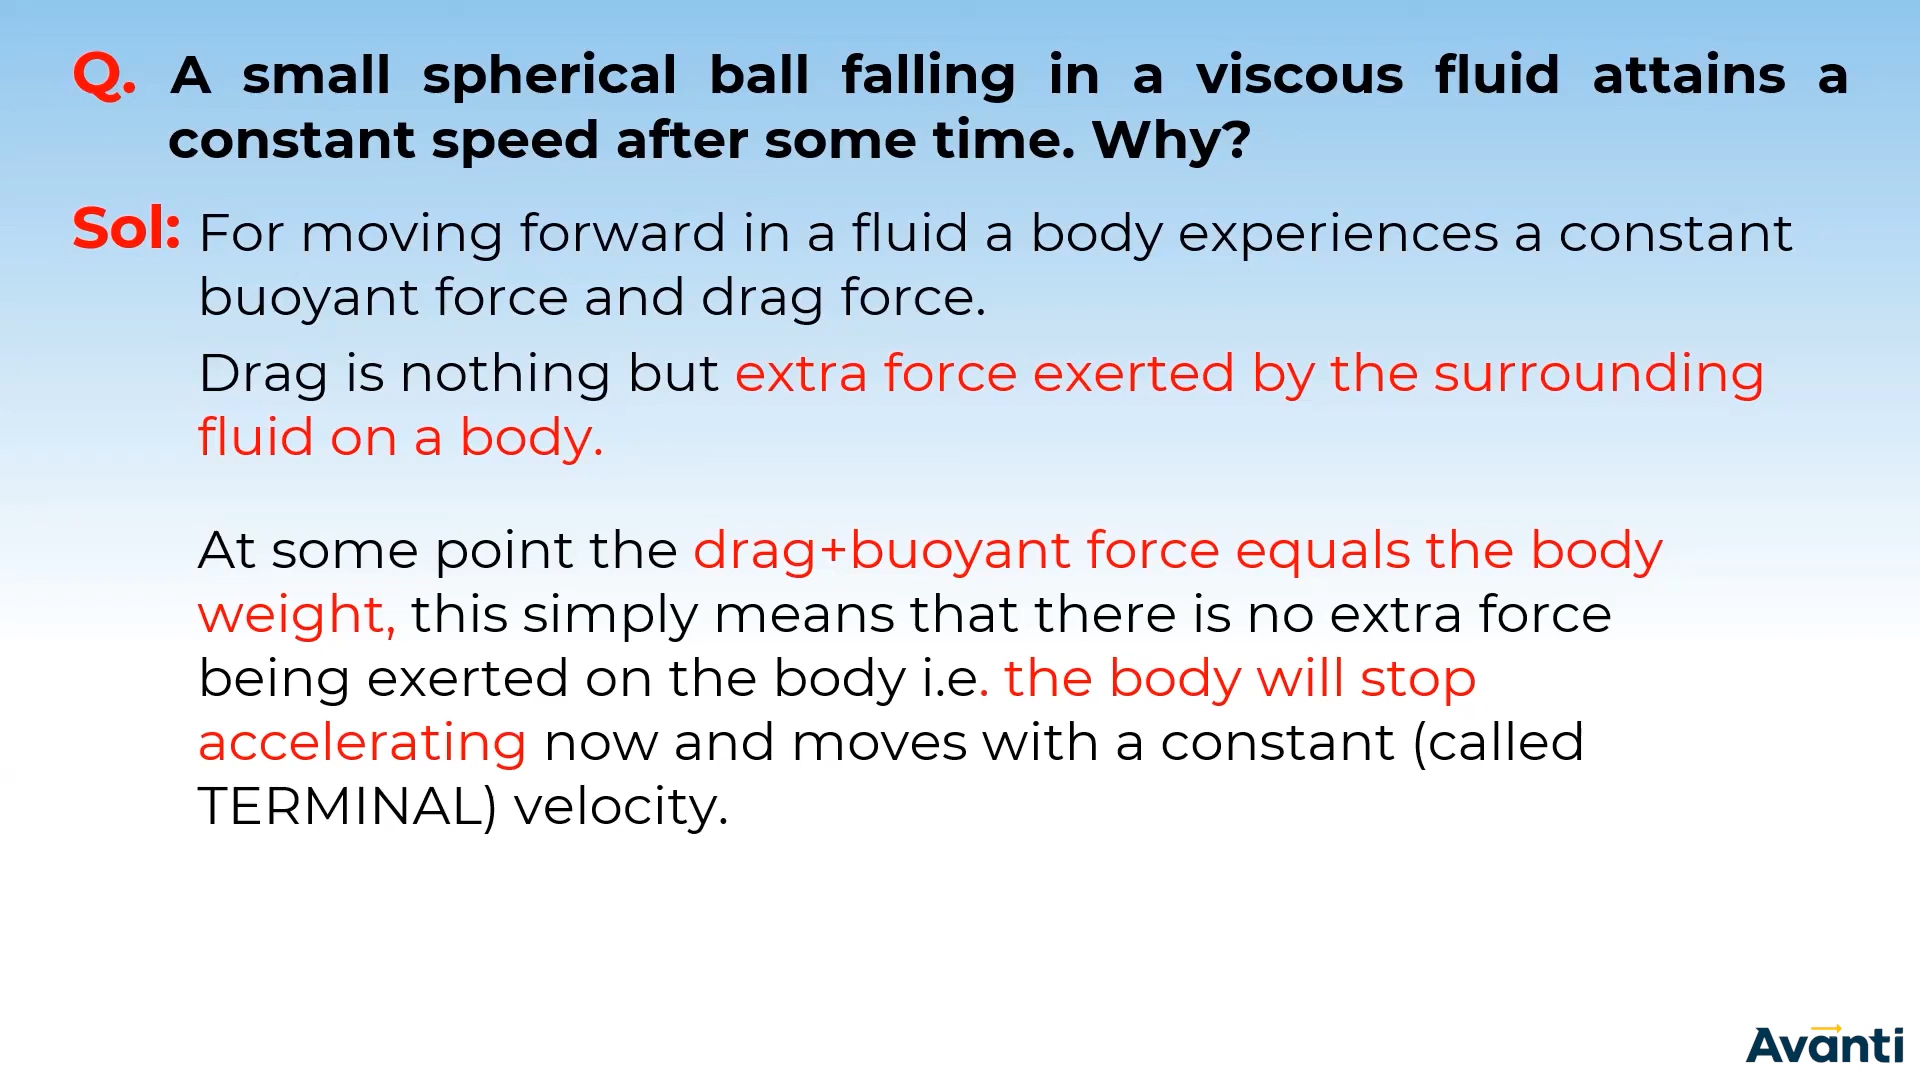 Q. A small spherical ball falling in a viscous fluid attains a
constant speed after some time. Why?
Sol: For moving forward in a fluid a body experiences a constant
buoyant force and drag force.
Drag is nothing but extra force exerted by the surrounding
fluid on a body.
At some point the drag+buoyant force equals the body
weight, this simply means that there is no extra force
being exerted on the body i.e. the body will stop
accelerating now and moves with a constant (called
TERMINAL) velocity.
Avanti